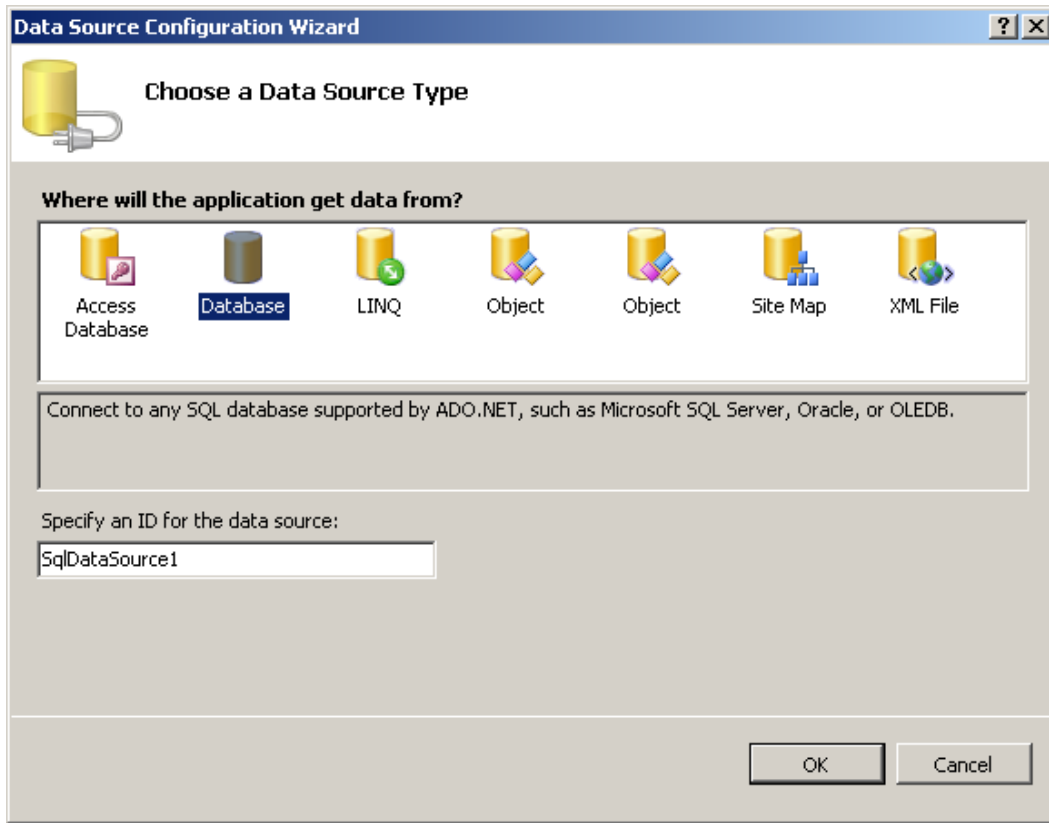 Data Source Configuration Wizard
Choose a Data Source Type
Where will the application get data from?
Access Database
Database
LINQ
Object
Object
Site Map
XML File
Connect to any SQL database supported by ADO.NET, such as Microsoft SQL Server, Oracle, or OLEDB.
Specify an ID for the data source:
SqlDataSource1
OK
Cancel